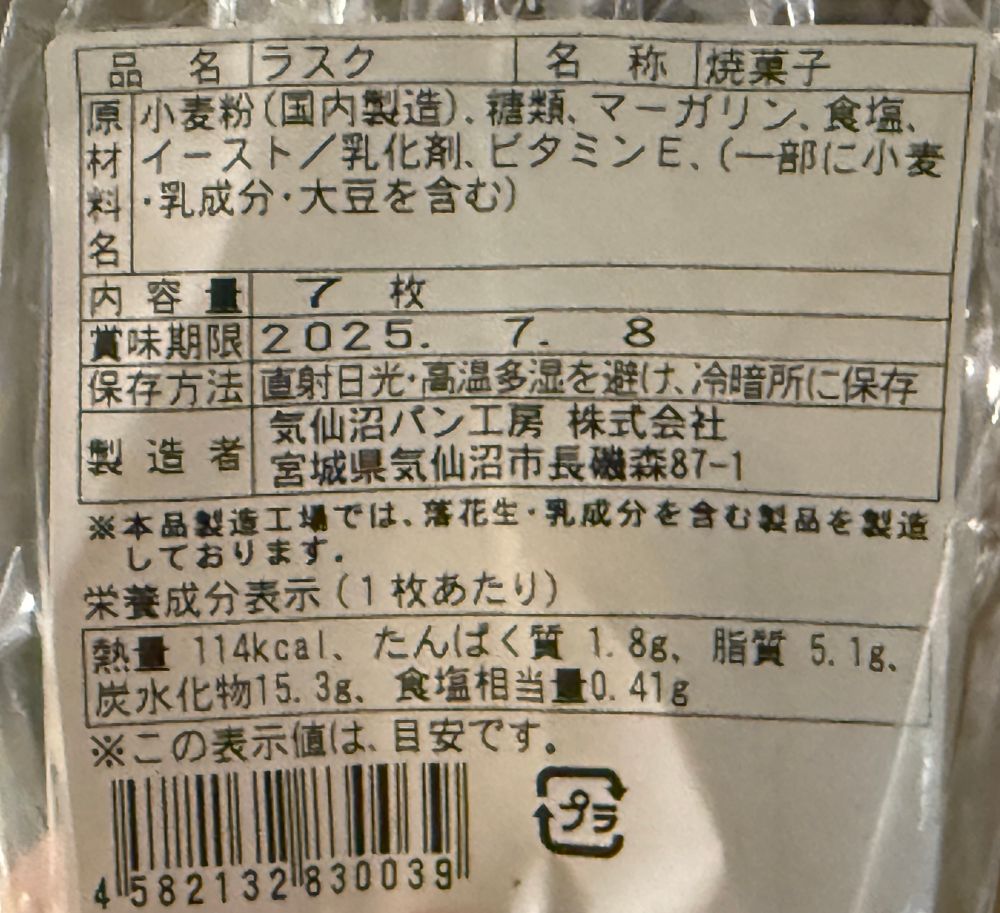 品名 ラスク 名称 焼菓子
原材料名 小麦粉(国内製造)、糖類、マーガリン、食塩、
イースト/乳化剤、ビタミンE、(一部に小麦
・乳成分・大豆を含む)
内容量 7 枚
賞味期限 2025. 7. 8
保存方法 直射日光・高温多湿を避け、冷暗所に保存
製造者 気仙沼パン工房 株式会社
宮城県気仙沼市長磯森87-1
※本品製造工場では、落花生・乳成分を含む製品を製造
しております。
栄養成分表示(1枚あたり)
熱量 114kcal、たんぱく質 1.8g、脂質 5.1g、
炭水化物15.3g、食塩相当量0.41g
※この表示値は、目安です。
プラ
4582132830039